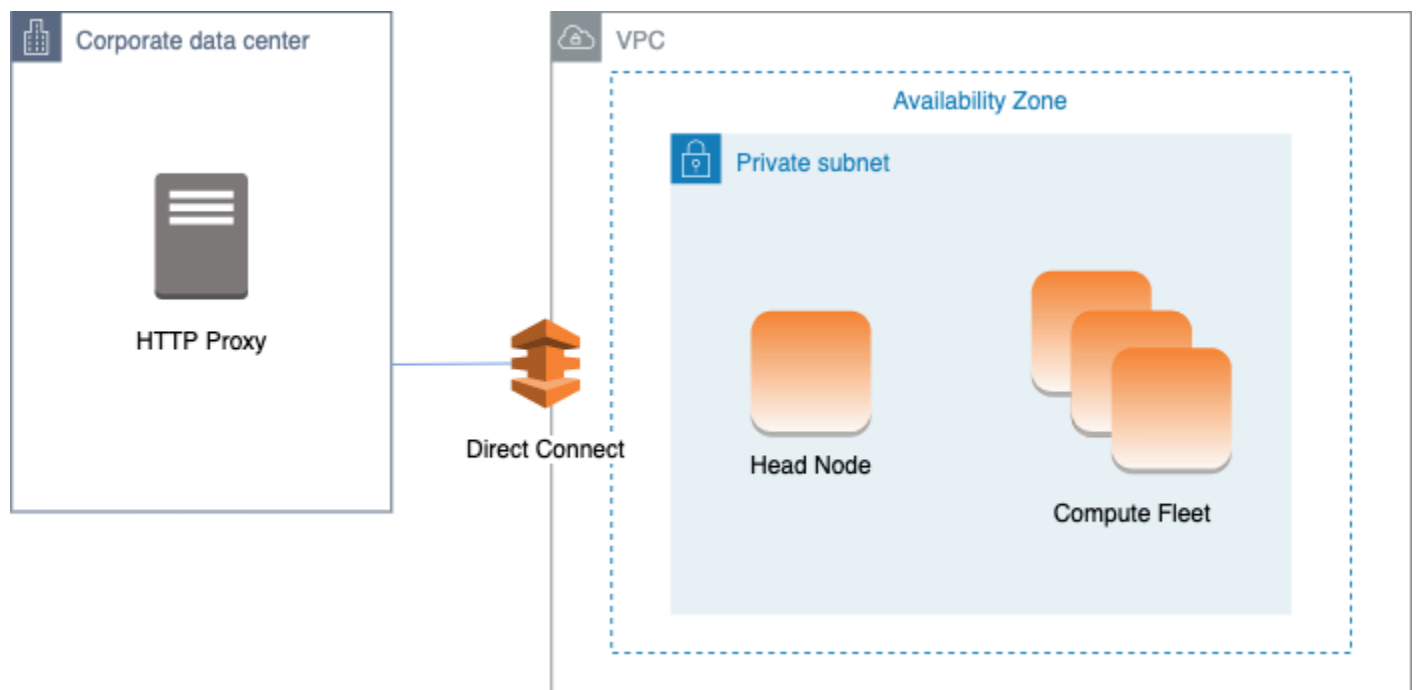 Corporate data center
VPC
Availability Zone
Private subnet
HTTP Proxy
Direct Connect
Head Node
Compute Fleet